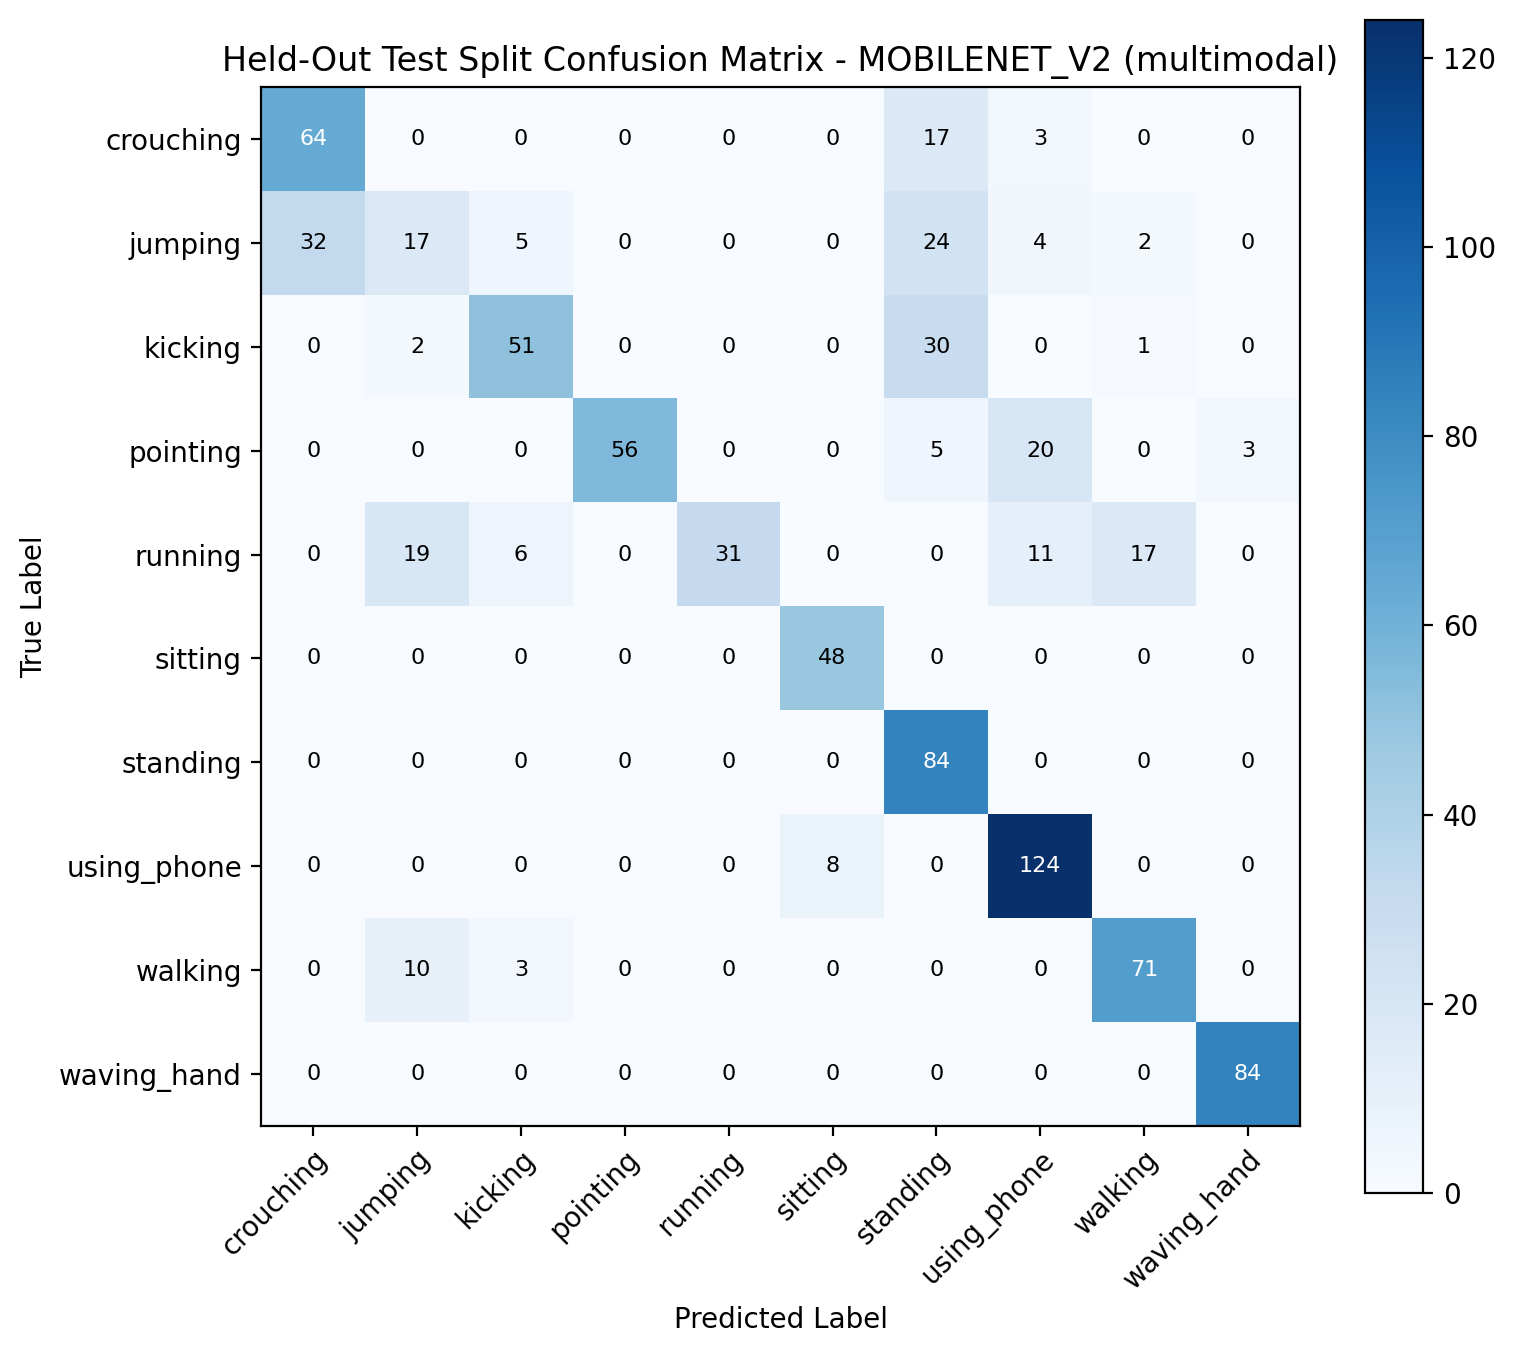 Held-Out Test Split Confusion Matrix - MOBILENET_V2 (multimodal)
crouching 64 0 0 0 0 0 17 3 0 0
jumping 32 17 5 0 0 0 24 4 2 0
kicking 0 2 51 0 0 0 30 0 1 0
pointing 0 0 0 56 0 0 5 20 0 3
running 0 19 6 0 31 0 0 11 17 0
sitting 0 0 0 0 0 48 0 0 0 0
standing 0 0 0 0 0 0 84 0 0 0
using_phone 0 0 0 0 0 8 0 124 0 0
walking 0 10 3 0 0 0 0 0 71 0
waving_hand 0 0 0 0 0 0 0 0 0 84
crouching jumping kicking pointing running sitting standing using_phone walking waving_hand
Predicted Label
True Label
120
100
80
60
40
20
0